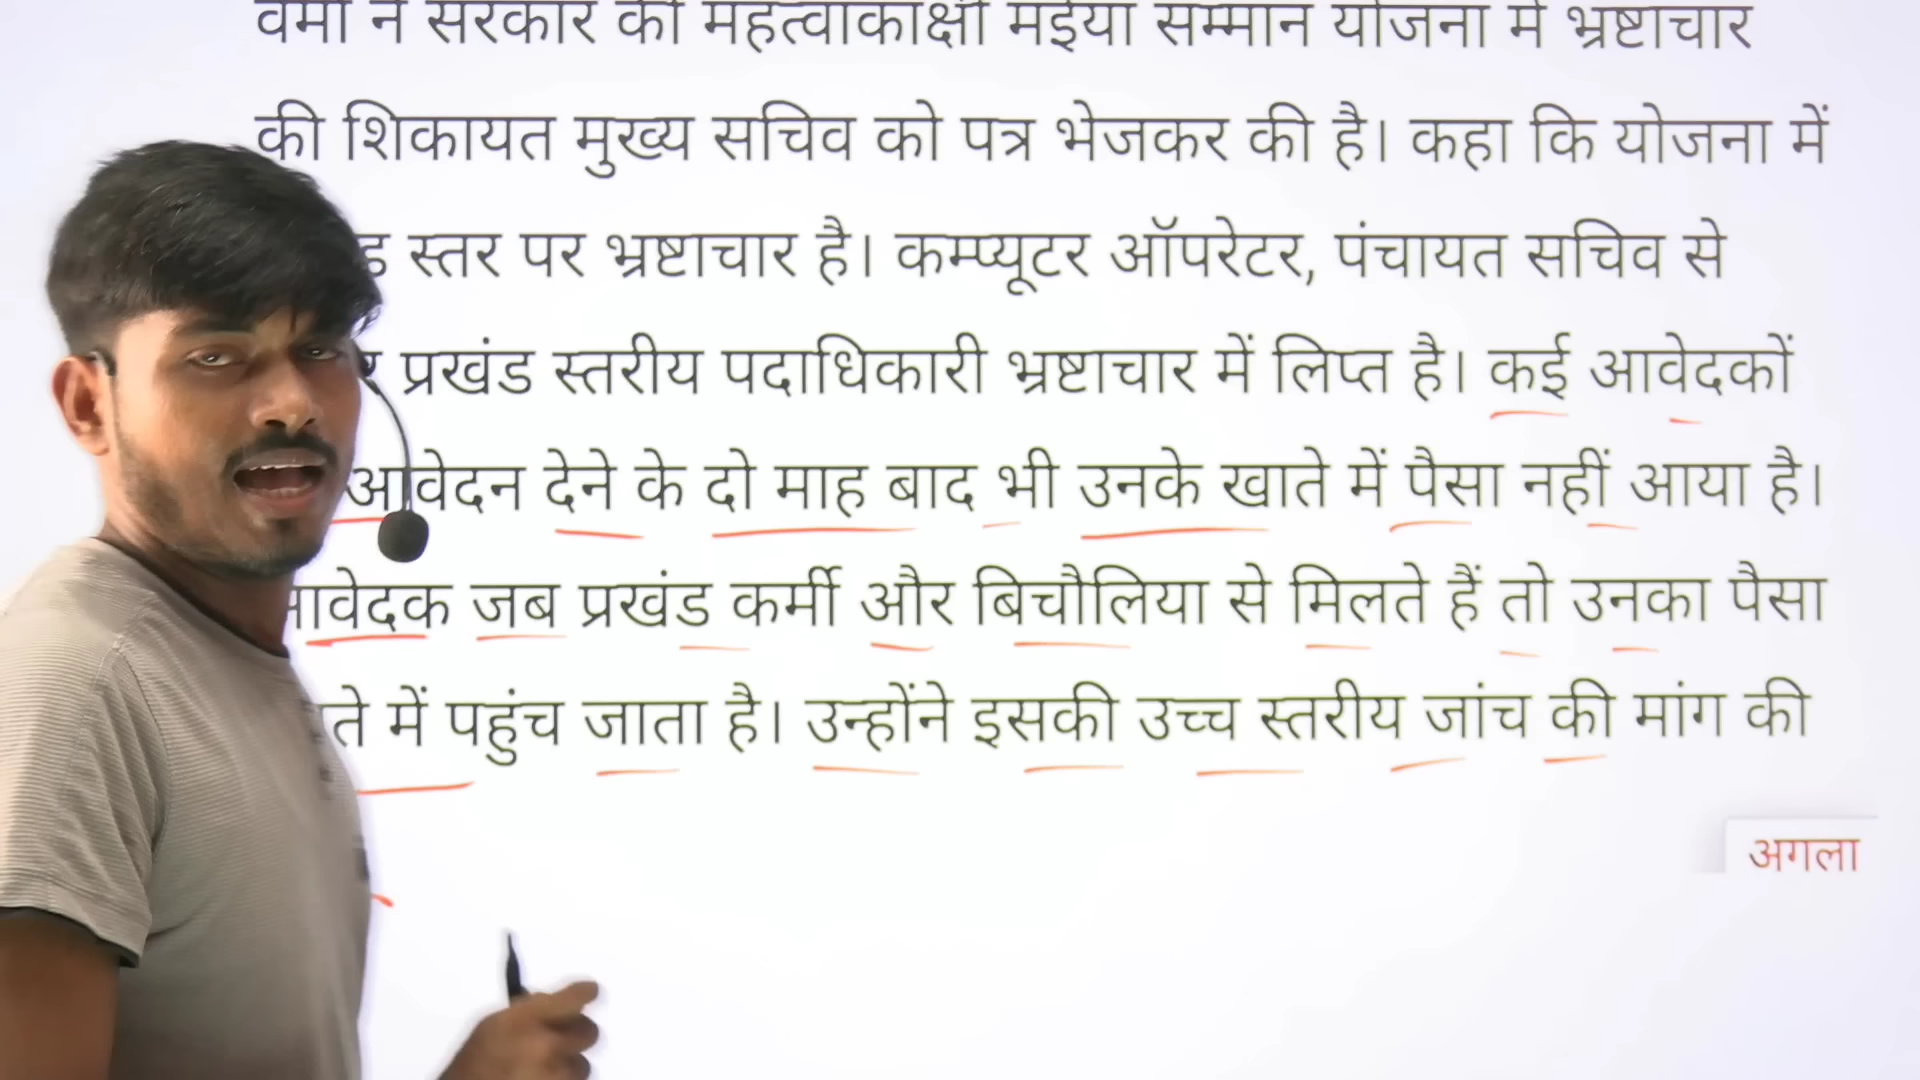 वर्मा ने सरकार की महत्वाकांक्षी मंईयां सम्मान योजना में भ्रष्टाचार
की शिकायत मुख्य सचिव को पत्र भेजकर की है। कहा कि योजना में
स्तर पर भ्रष्टाचार है। कम्प्यूटर ऑपरेटर, पंचायत सचिव से
प्रखंड स्तरीय पदाधिकारी भ्रष्टाचार में लिप्त है। कई आवेदकों
आवेदन देने के दो माह बाद भी उनके खाते में पैसा नहीं आया है।
आवेदक जब प्रखंड कर्मी और बिचौलिया से मिलते हैं तो उनका पैसा
में पहुंच जाता है। उन्होंने इसकी उच्च स्तरीय जांच की मांग की
अगला